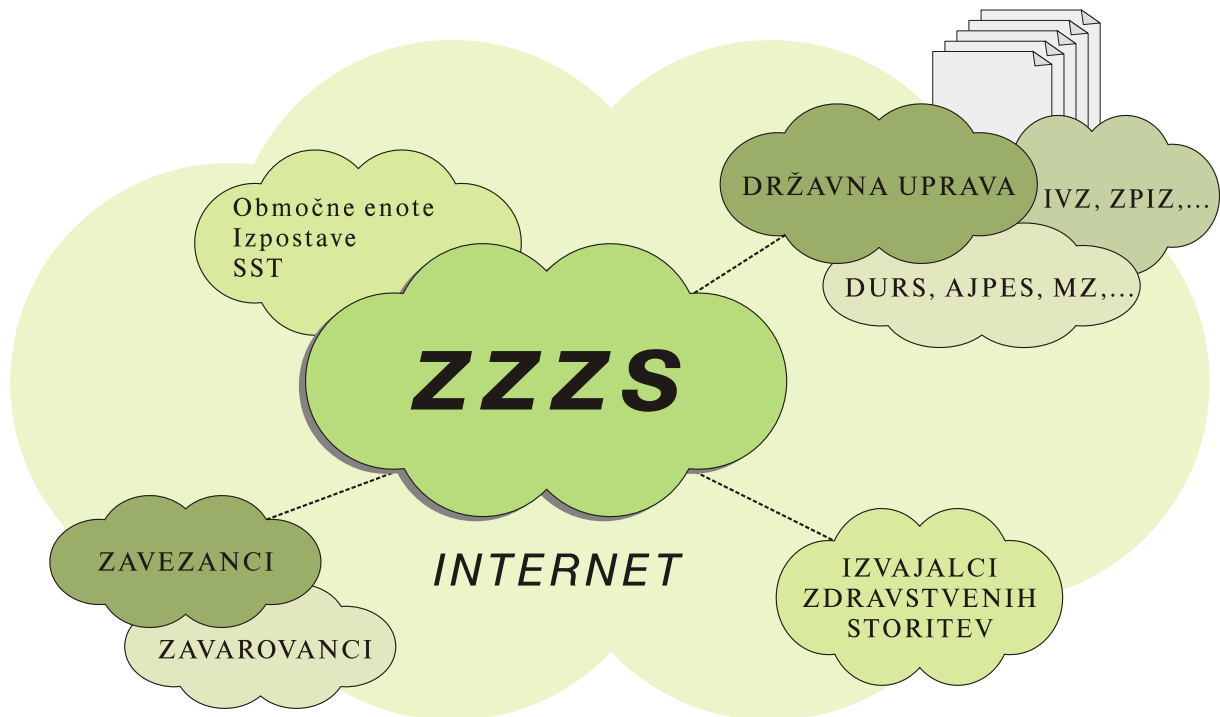 DRŽAVNA UPRAVA
IVZ, ZPIZ,...
DURS, AJPES, MZ,...
Območne enote
Izpostave
SST
ZZZS
INTERNET
ZAVEZANCI
ZAVAROVANCI
IZVAJALCI
ZDRAVSTVENIH
STORITEV